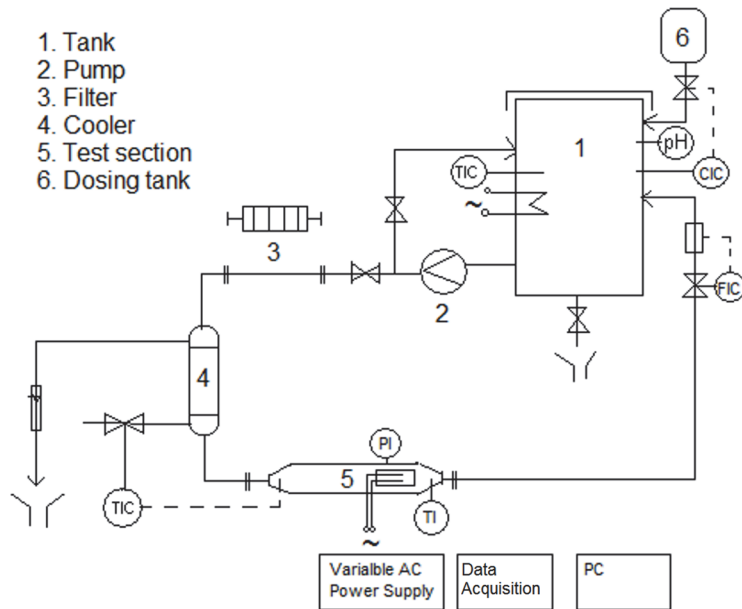 1. Tank
2. Pump
3. Filter
4. Cooler
5. Test section
6. Dosing tank
6
1
pH
TIC
CIC
~
3
2
FIC
4
PI
5
TIC
TI
~
Varialble AC
Power Supply
Data
Acquisition
PC